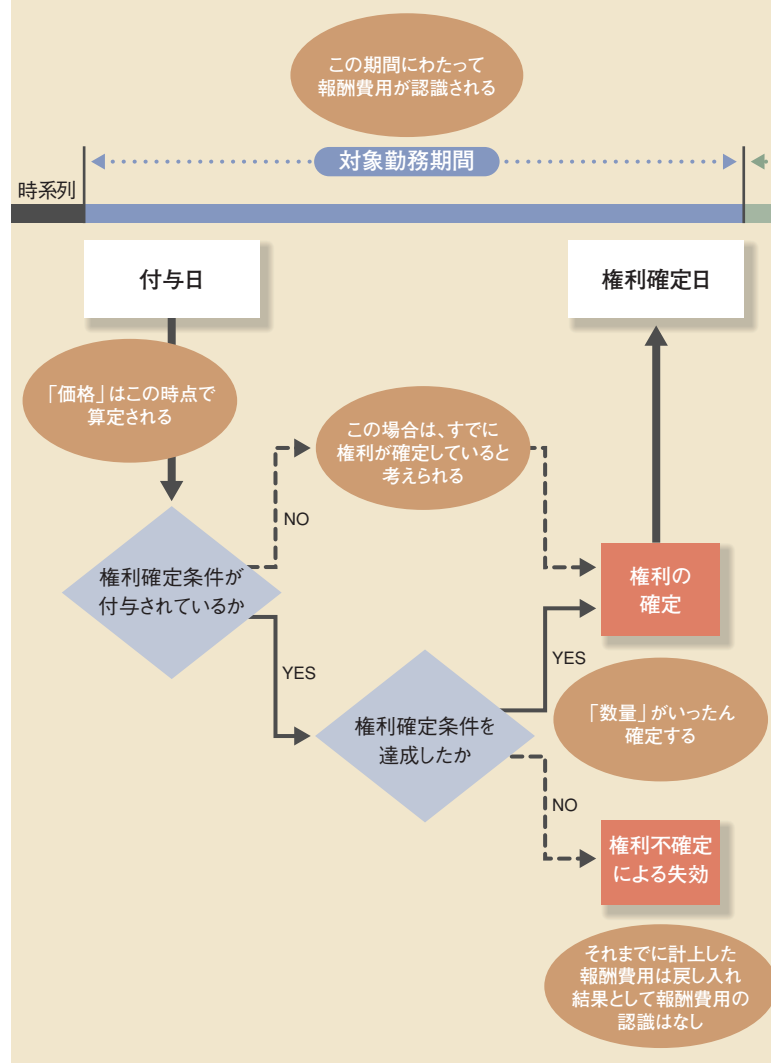 この期間にわたって
報酬費用が認識される
対象勤務期間
時系列
付与日
権利確定日
「価格」はこの時点で
算定される
この場合は、すでに
権利が確定していると
考えられる
NO
権利確定条件が
付与されているか
権利の
確定
YES
YES
権利確定条件を
達成したか
「数量」がいったん
確定する
NO
権利不確定
による失効
それまでに計上した
報酬費用は戻し入れ
結果として報酬費用の
認識はなし